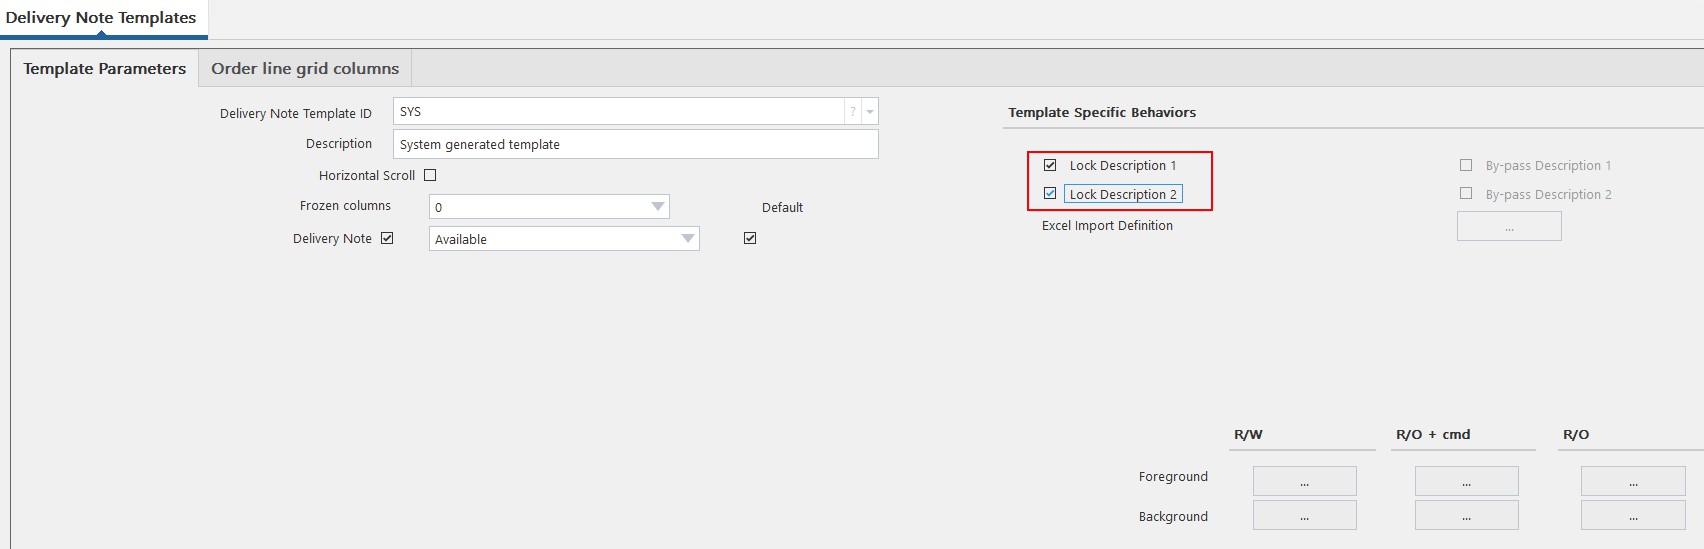 Delivery Note Templates
Template Parameters
Order line grid columns
Delivery Note Template ID
SYS
?
Description
System generated template
Horizontal Scroll
Frozen columns
0
Default
Delivery Note
Available
Template Specific Behaviors
Lock Description 1
By-pass Description 1
Lock Description 2
By-pass Description 2
Excel Import Definition
...
R/W
R/O + cmd
R/O
Foreground
...
...
...
Background
...
...
...